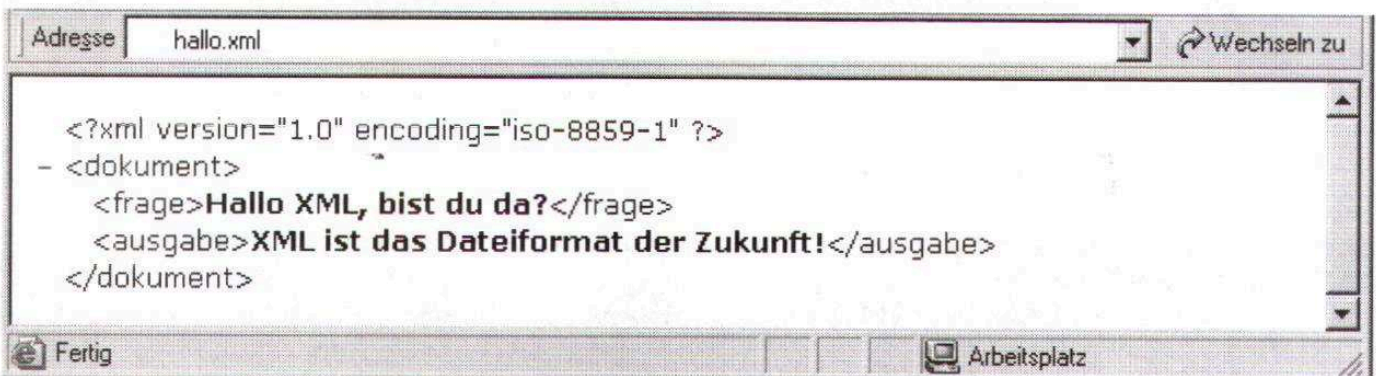 Adresse hallo.xml Wechseln zu
<?xml version="1.0" encoding="iso-8859-1" ?>
- <dokument>
<frage>Hallo XML, bist du da?</frage>
<ausgabe>XML ist das Dateiformat der Zukunft!</ausgabe>
</dokument>
Fertig Arbeitsplatz